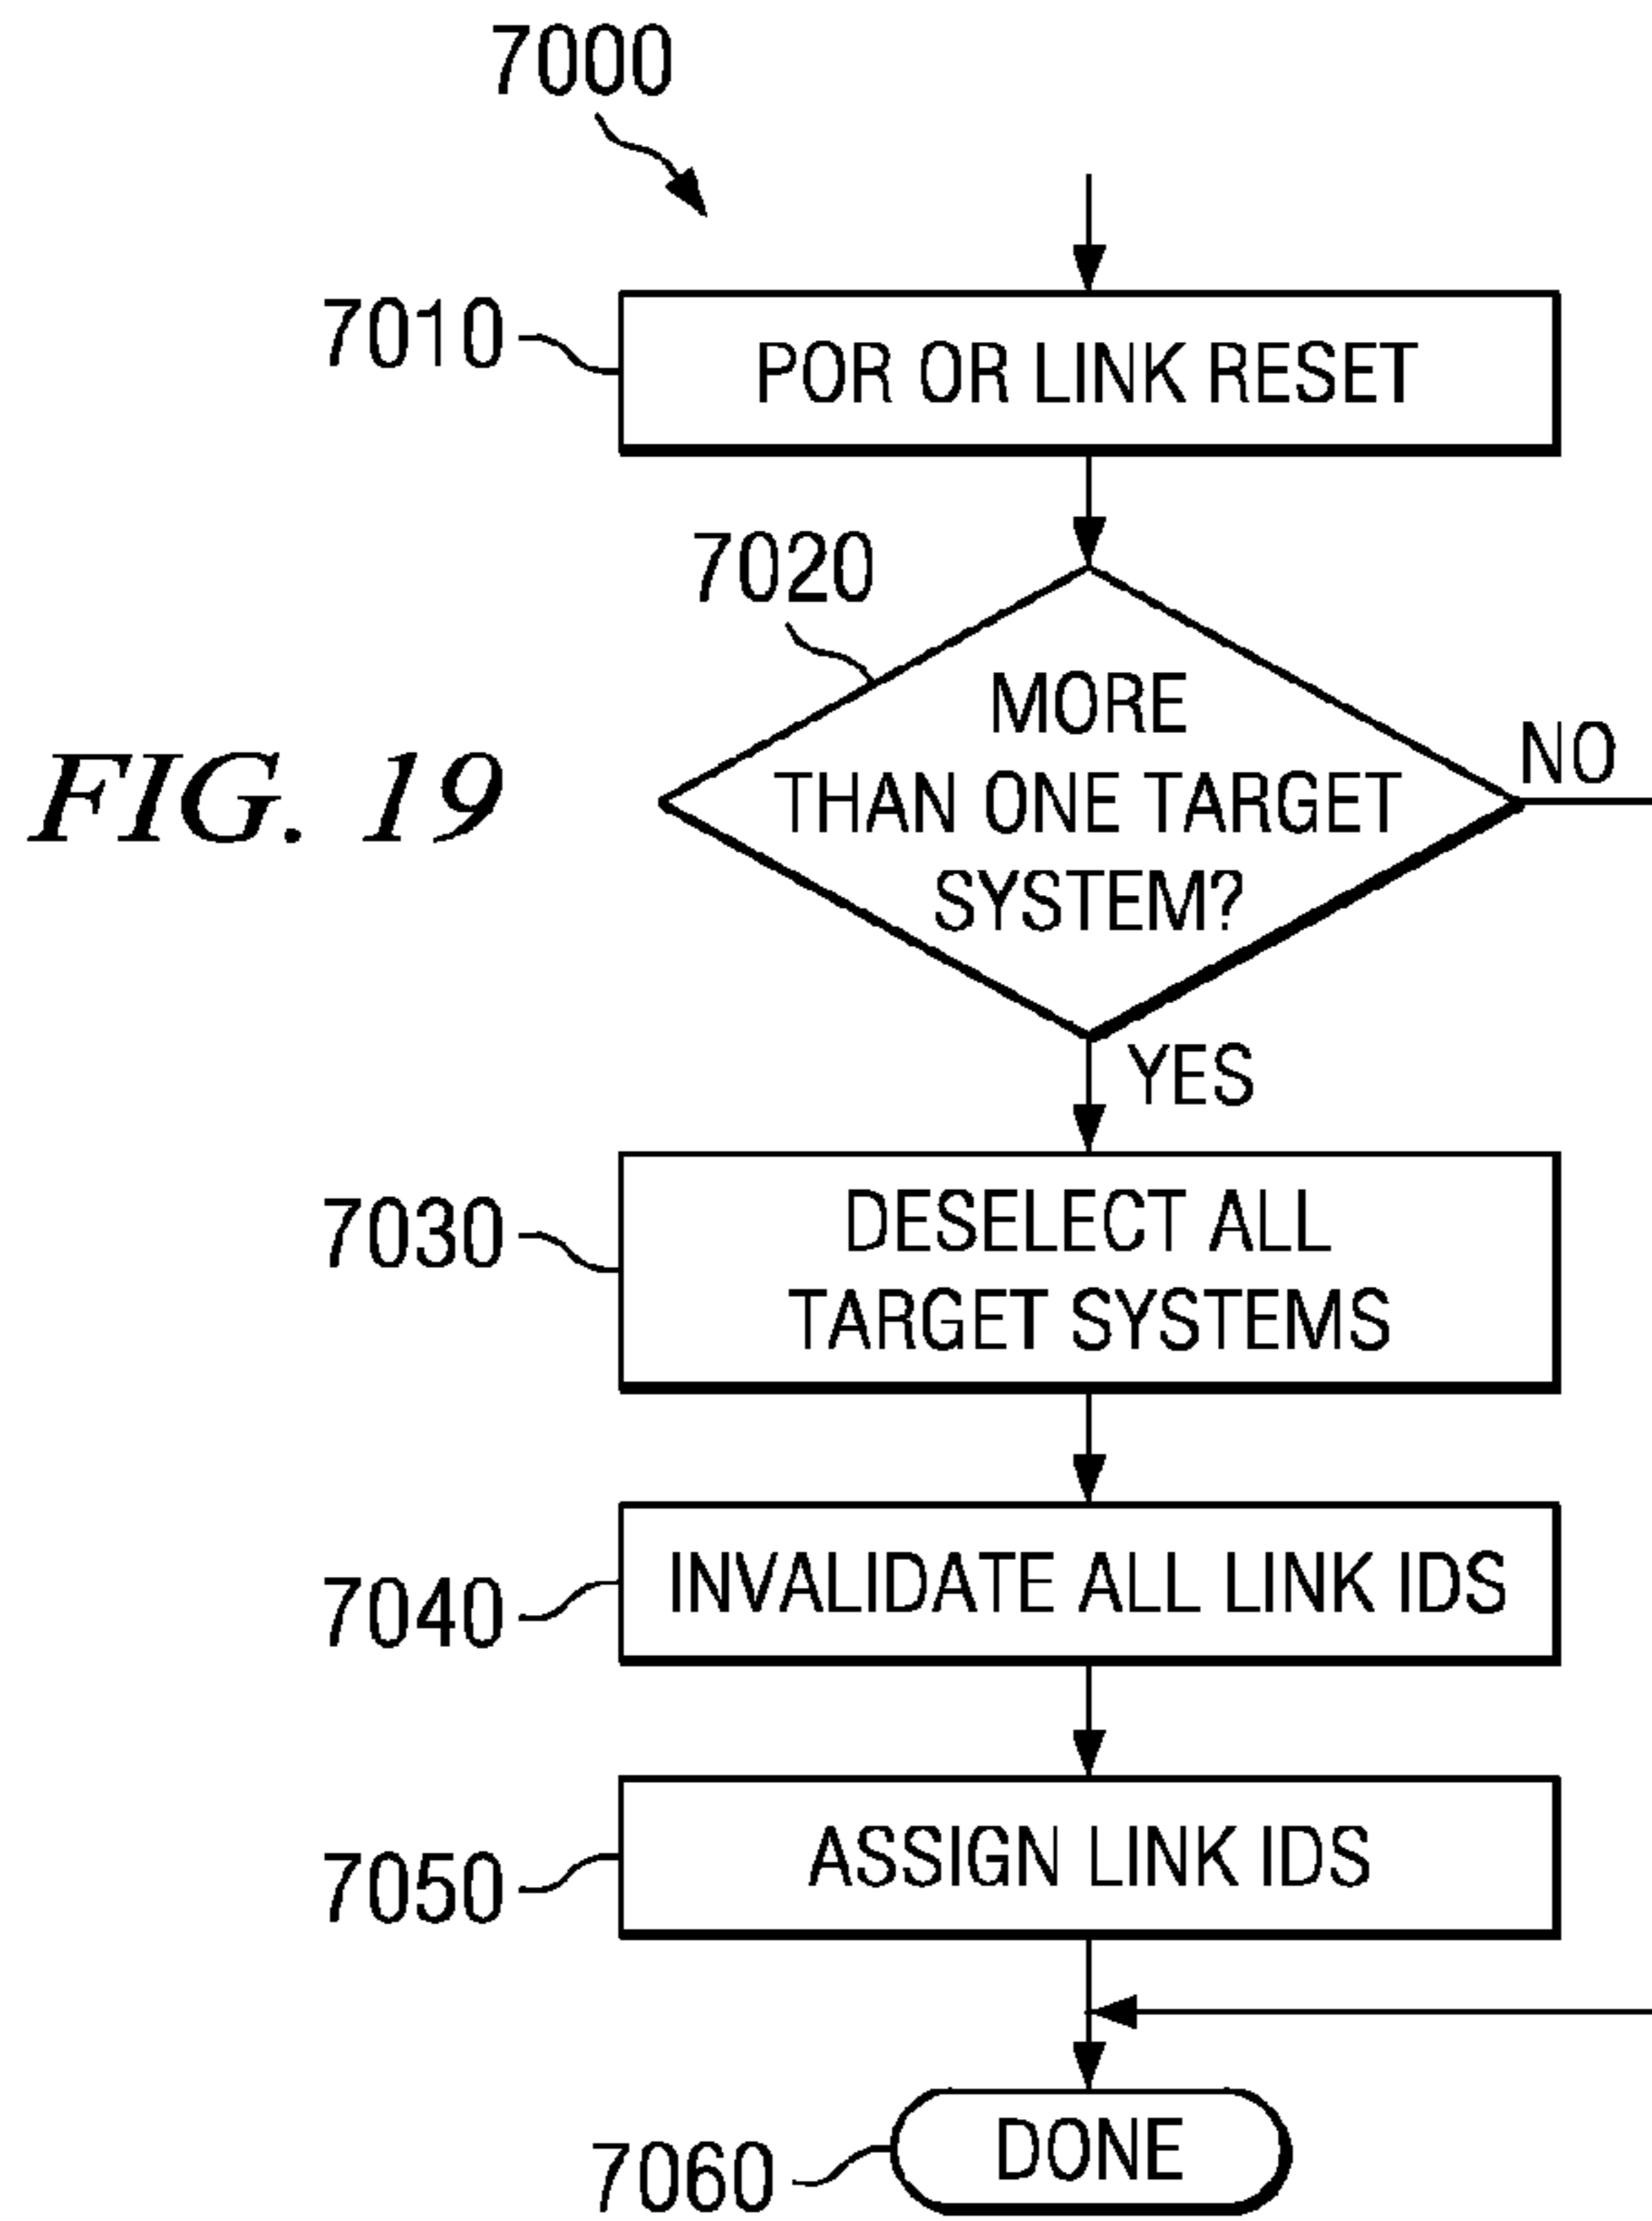 7000
7010
POR OR LINK RESET
7020
MORE
THAN ONE TARGET
SYSTEM?
NO
FIG. 19
YES
7030
DESELECT ALL
TARGET SYSTEMS
7040
INVALIDATE ALL LINK IDS
7050
ASSIGN LINK IDS
7060
DONE